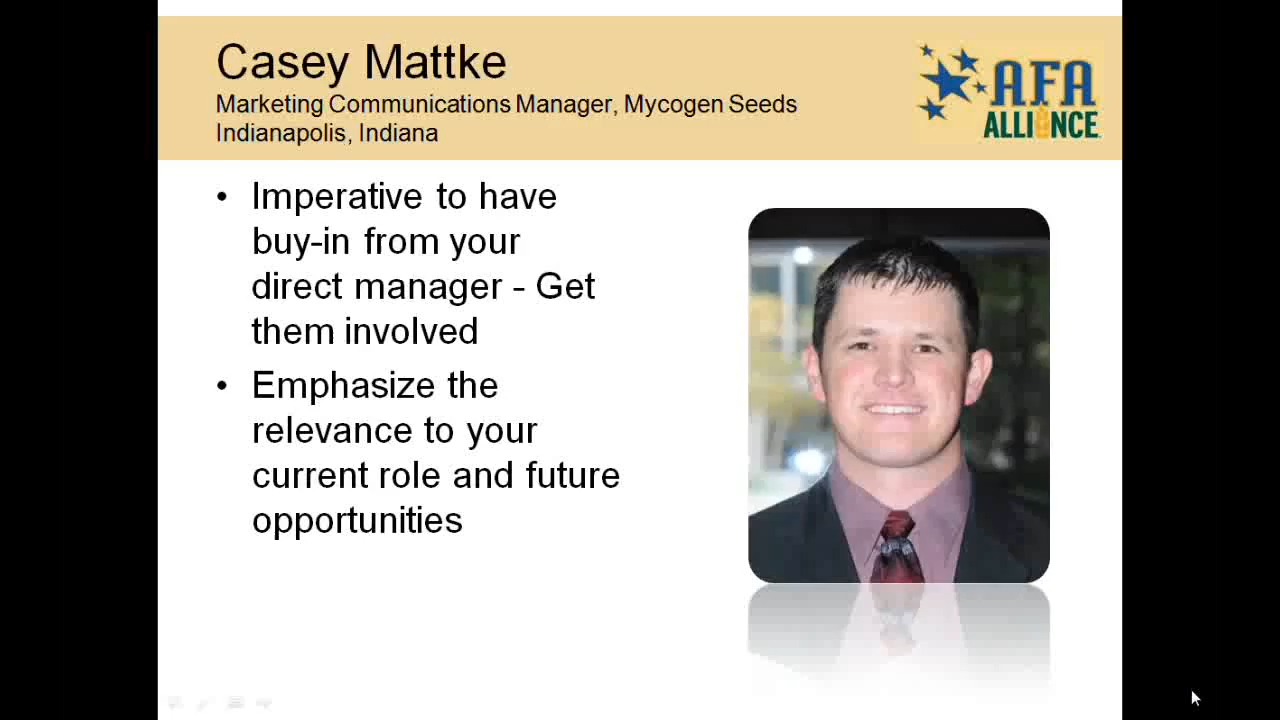 Casey Mattke
Marketing Communications Manager, Mycogen Seeds
Indianapolis, Indiana
AFA
ALLIANCE
• Imperative to have
buy-in from your
direct manager - Get
them involved
• Emphasize the
relevance to your
current role and future
opportunities